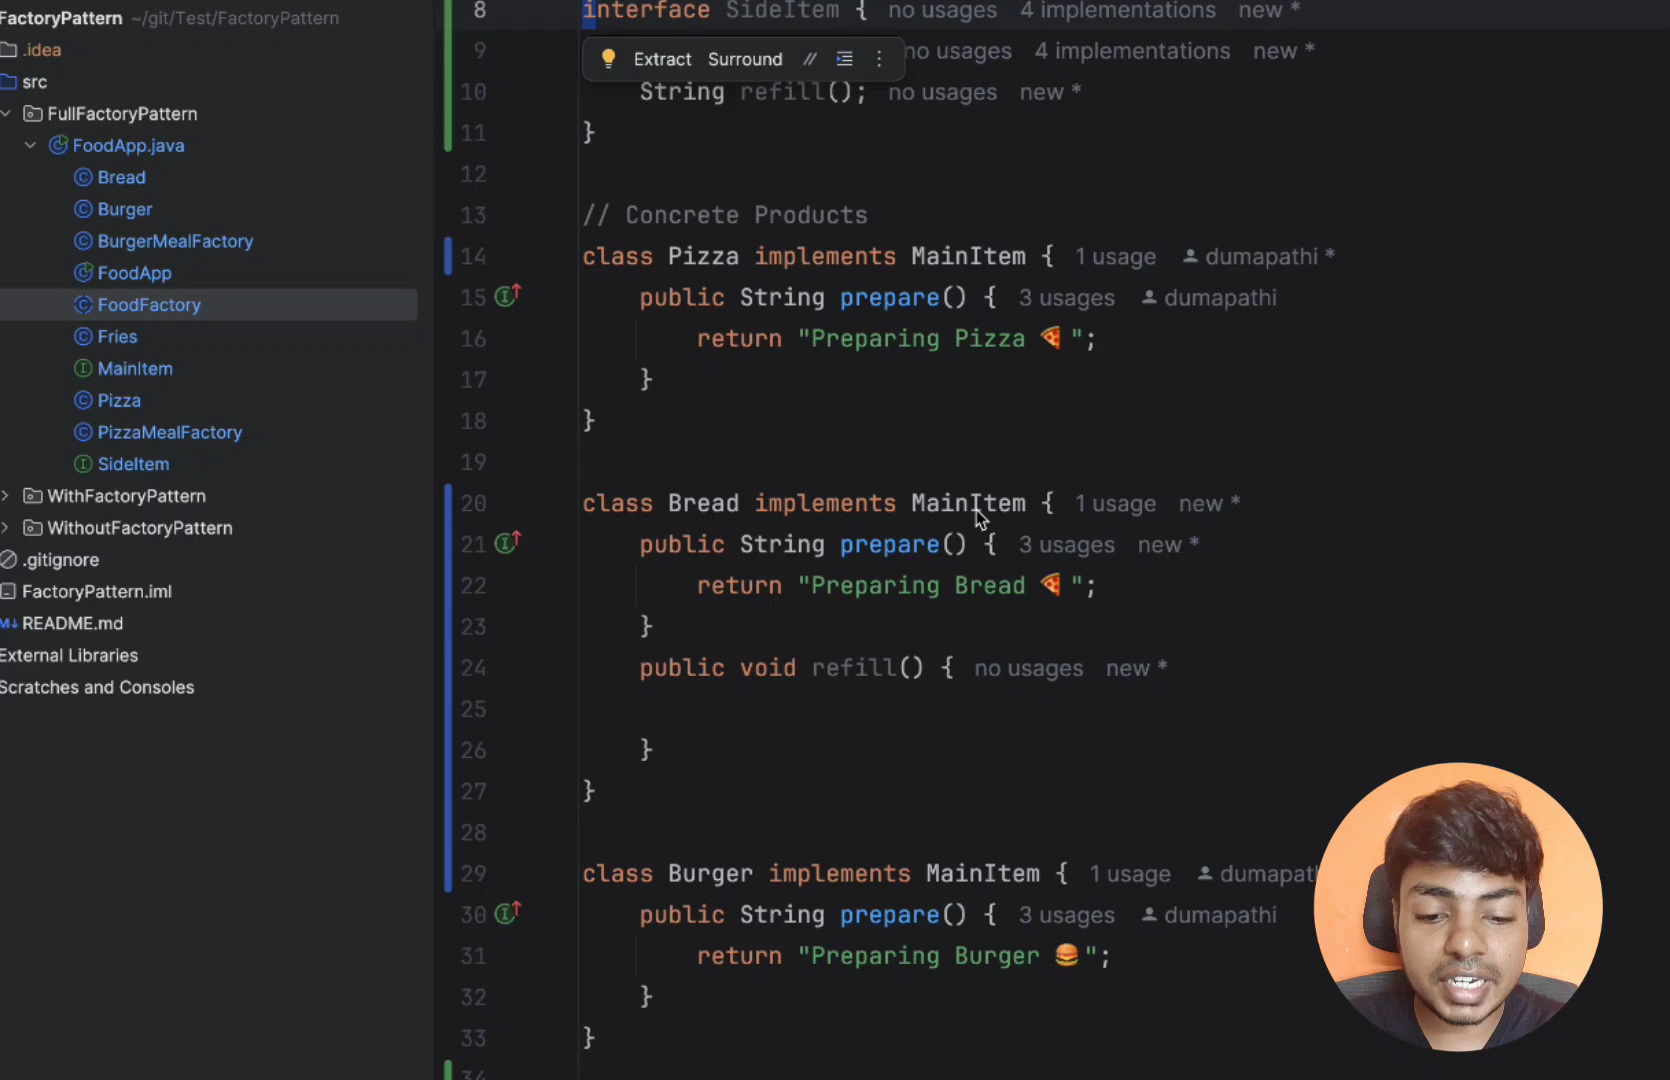 FactoryPattern ~/git/Test/FactoryPattern
.idea
src
FullFactoryPattern
FoodApp.java
Bread
Burger
BurgerMealFactory
FoodApp
FoodFactory
Fries
MainItem
Pizza
PizzaMealFactory
SideItem
WithFactoryPattern
WithoutFactoryPattern
.gitignore
FactoryPattern.iml
M↓ README.md
External Libraries
Scratches and Consoles
8 interface SideItem { no usages 4 implementations new *
Extract Surround //
9 no usages 4 implementations new *
10 String refill(); no usages new *
11 }
12
13 // Concrete Products
14 class Pizza implements MainItem { 1 usage dumapathi *
15 public String prepare() { 3 usages dumapathi
16 return "Preparing Pizza 🍕";
17 }
18 }
19
20 class Bread implements MainItem { 1 usage new *
21 public String prepare() { 3 usages new *
22 return "Preparing Bread 🍕";
23 }
24 public void refill() { no usages new *
25
26 }
27 }
28
29 class Burger implements MainItem { 1 usage dumapat
30 public String prepare() { 3 usages dumapathi
31 return "Preparing Burger 🍔";
32 }
33 }
34